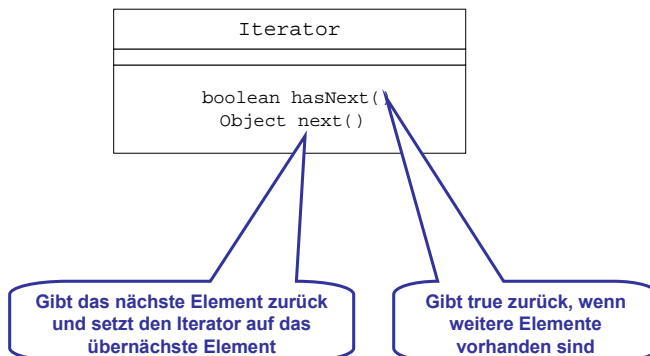 Iterator
boolean hasNext()
Object next()
Gibt das nächste Element zurück
und setzt den Iterator auf das
übernächste Element
Gibt true zurück, wenn
weitere Elemente
vorhanden sind